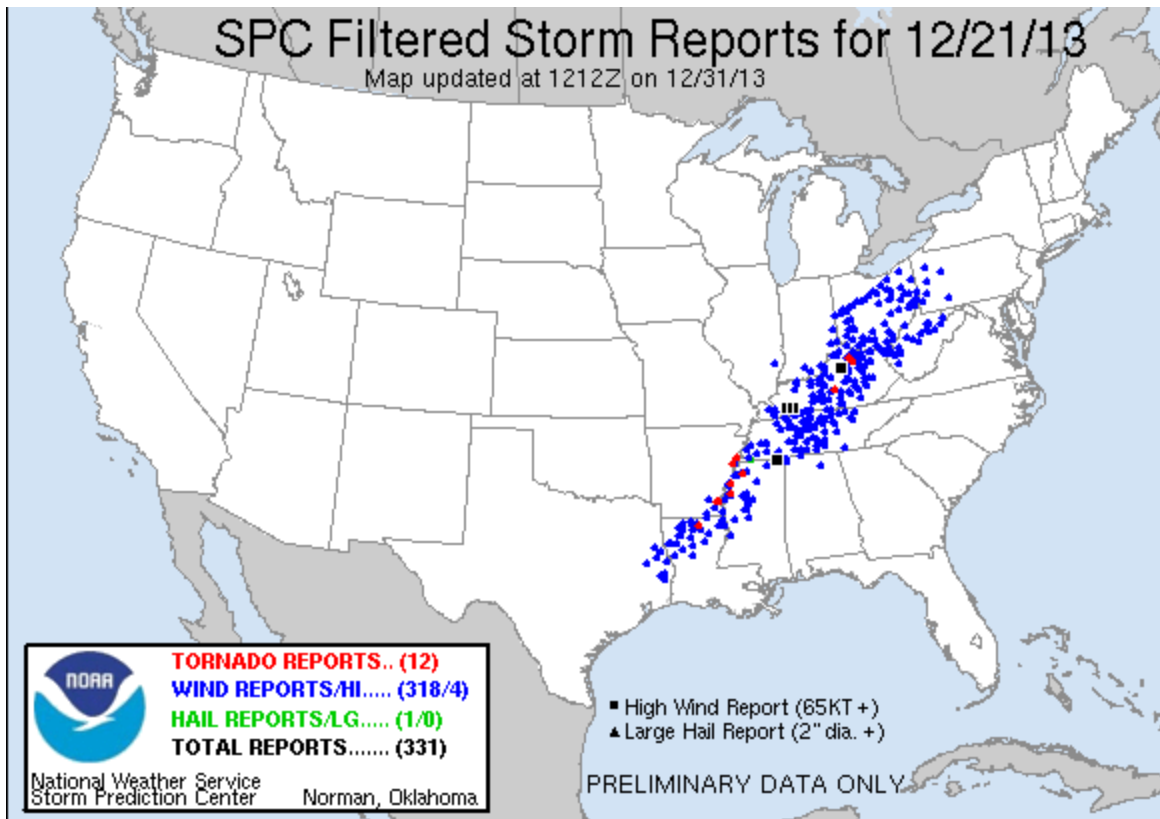 SPC Filtered Storm Reports for 12/21/13
Map updated at 1212Z on 12/31/13
NOAA
TORNADO REPORTS.. (12)
WIND REPORTS/HI..... (318/4)
HAIL REPORTS/LG..... (1/0)
TOTAL REPORTS....... (331)
National Weather Service
Storm Prediction Center Norman, Oklahoma
High Wind Report (65KT +)
Large Hail Report (2" dia. +)
PRELIMINARY DATA ONLY